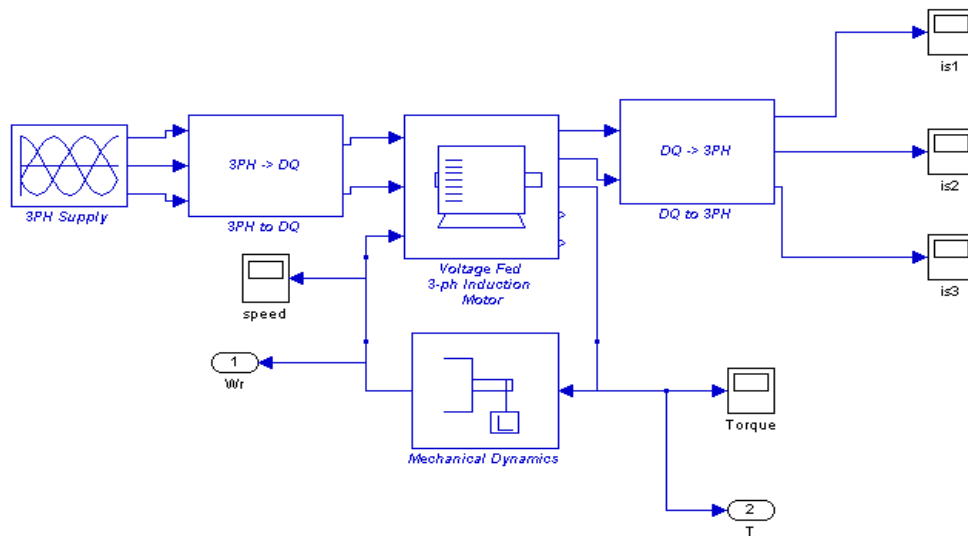 is1
3PH -> DQ
DQ -> 3PH
is2
3PH Supply
3PH to DQ
DQ to 3PH
Voltage Fed
3-ph Induction
Motor
is3
speed
1
Wr
L
Torque
Mechanical Dynamics
2
T